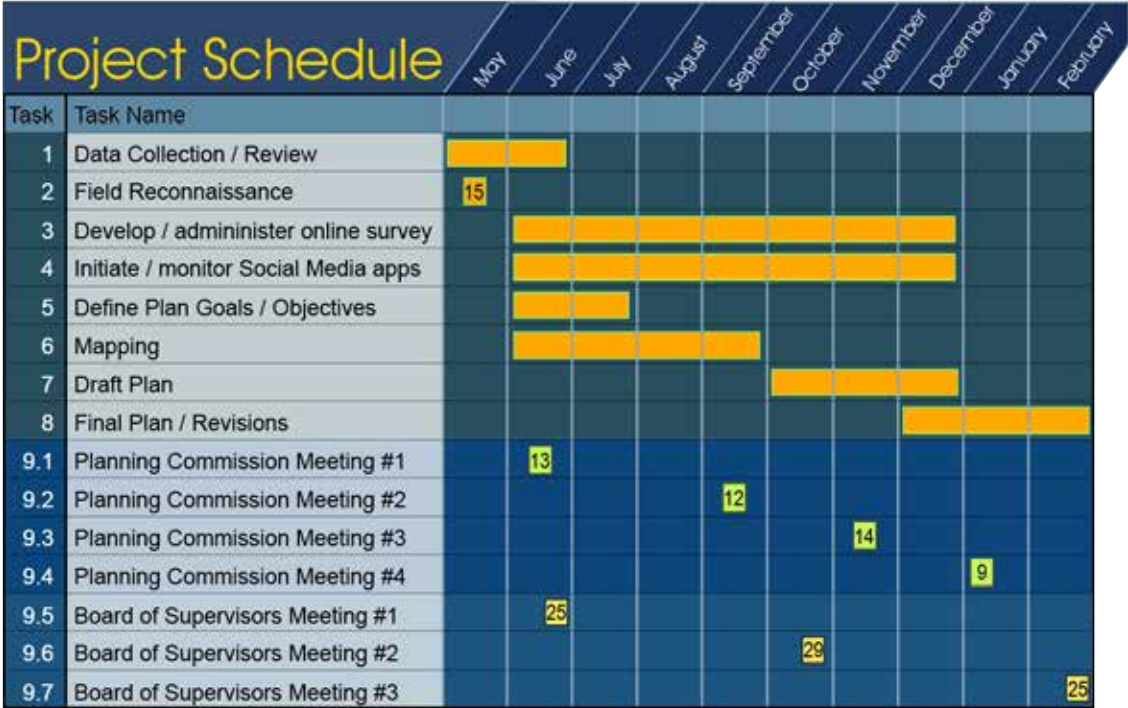 Project Schedule
May June July August September October November December January February
Task Task Name
1 Data Collection / Review
2 Field Reconnaissance 15
3 Develop / admininister online survey
4 Initiate / monitor Social Media apps
5 Define Plan Goals / Objectives
6 Mapping
7 Draft Plan
8 Final Plan / Revisions
9.1 Planning Commission Meeting #1 13
9.2 Planning Commission Meeting #2 12
9.3 Planning Commission Meeting #3 14
9.4 Planning Commission Meeting #4 9
9.5 Board of Supervisors Meeting #1 25
9.6 Board of Supervisors Meeting #2 29
9.7 Board of Supervisors Meeting #3 25